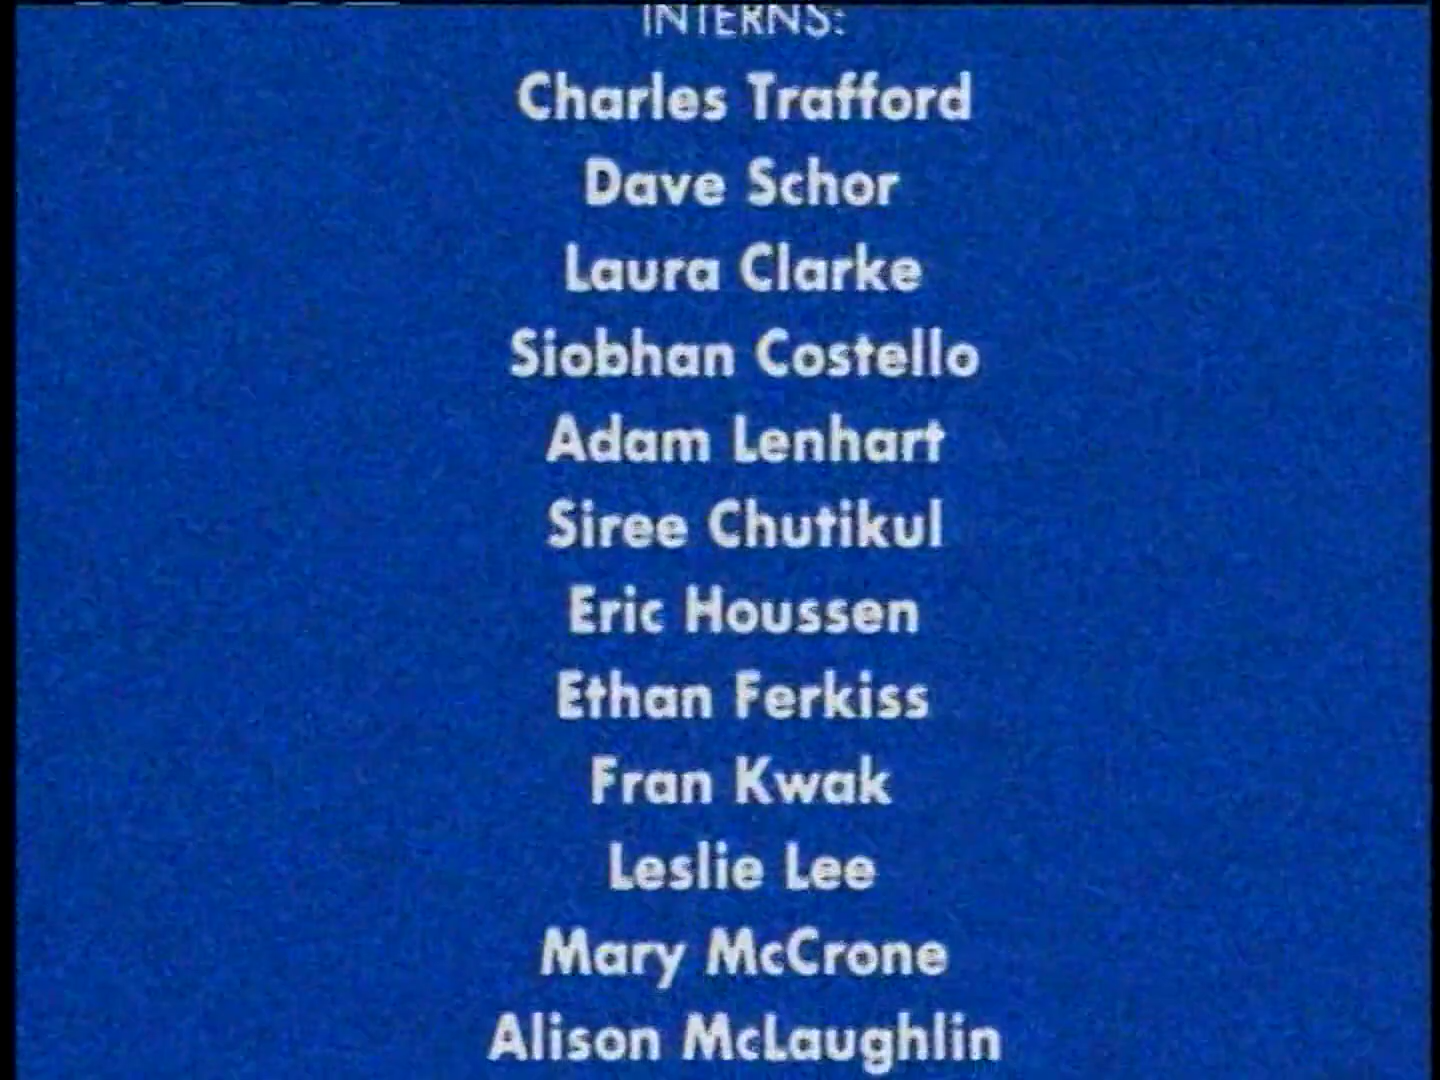 INTERNS:
Charles Trafford
Dave Schor
Laura Clarke
Siobhan Costello
Adam Lenhart
Siree Chutikul
Eric Houssen
Ethan Ferkiss
Fran Kwak
Leslie Lee
Mary McCrone
Alison McLaughlin